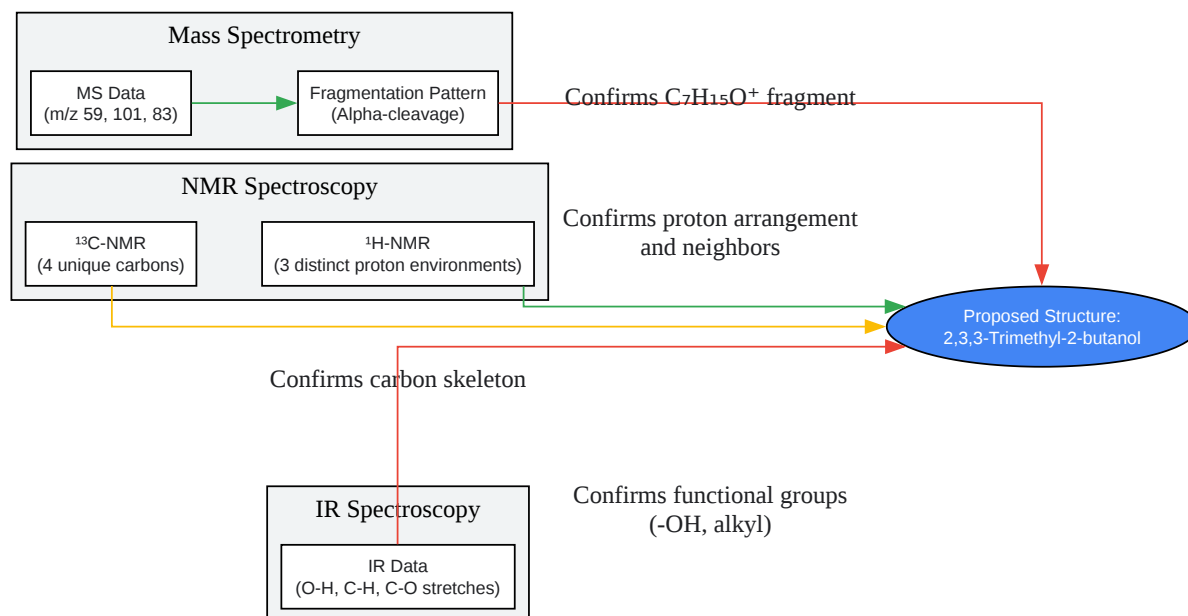 Mass Spectrometry
MS Data
(m/z 59, 101, 83)
Fragmentation Pattern
(Alpha-cleavage)
Confirms C₇H₁₅O⁺ fragment
NMR Spectroscopy
¹³C-NMR
(4 unique carbons)
¹H-NMR
(3 distinct proton environments)
Confirms proton arrangement
and neighbors
Proposed Structure:
2,3,3-Trimethyl-2-butanol
Confirms carbon skeleton
IR Spectroscopy
IR Data
(O-H, C-H, C-O stretches)
Confirms functional groups
(-OH, alkyl)